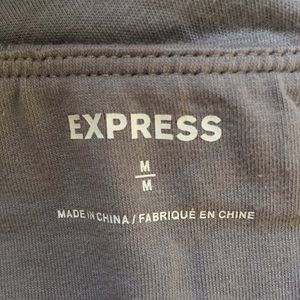 EXPRESS
M
M
MADE IN CHINA / FABRIQUÉ EN CHINE